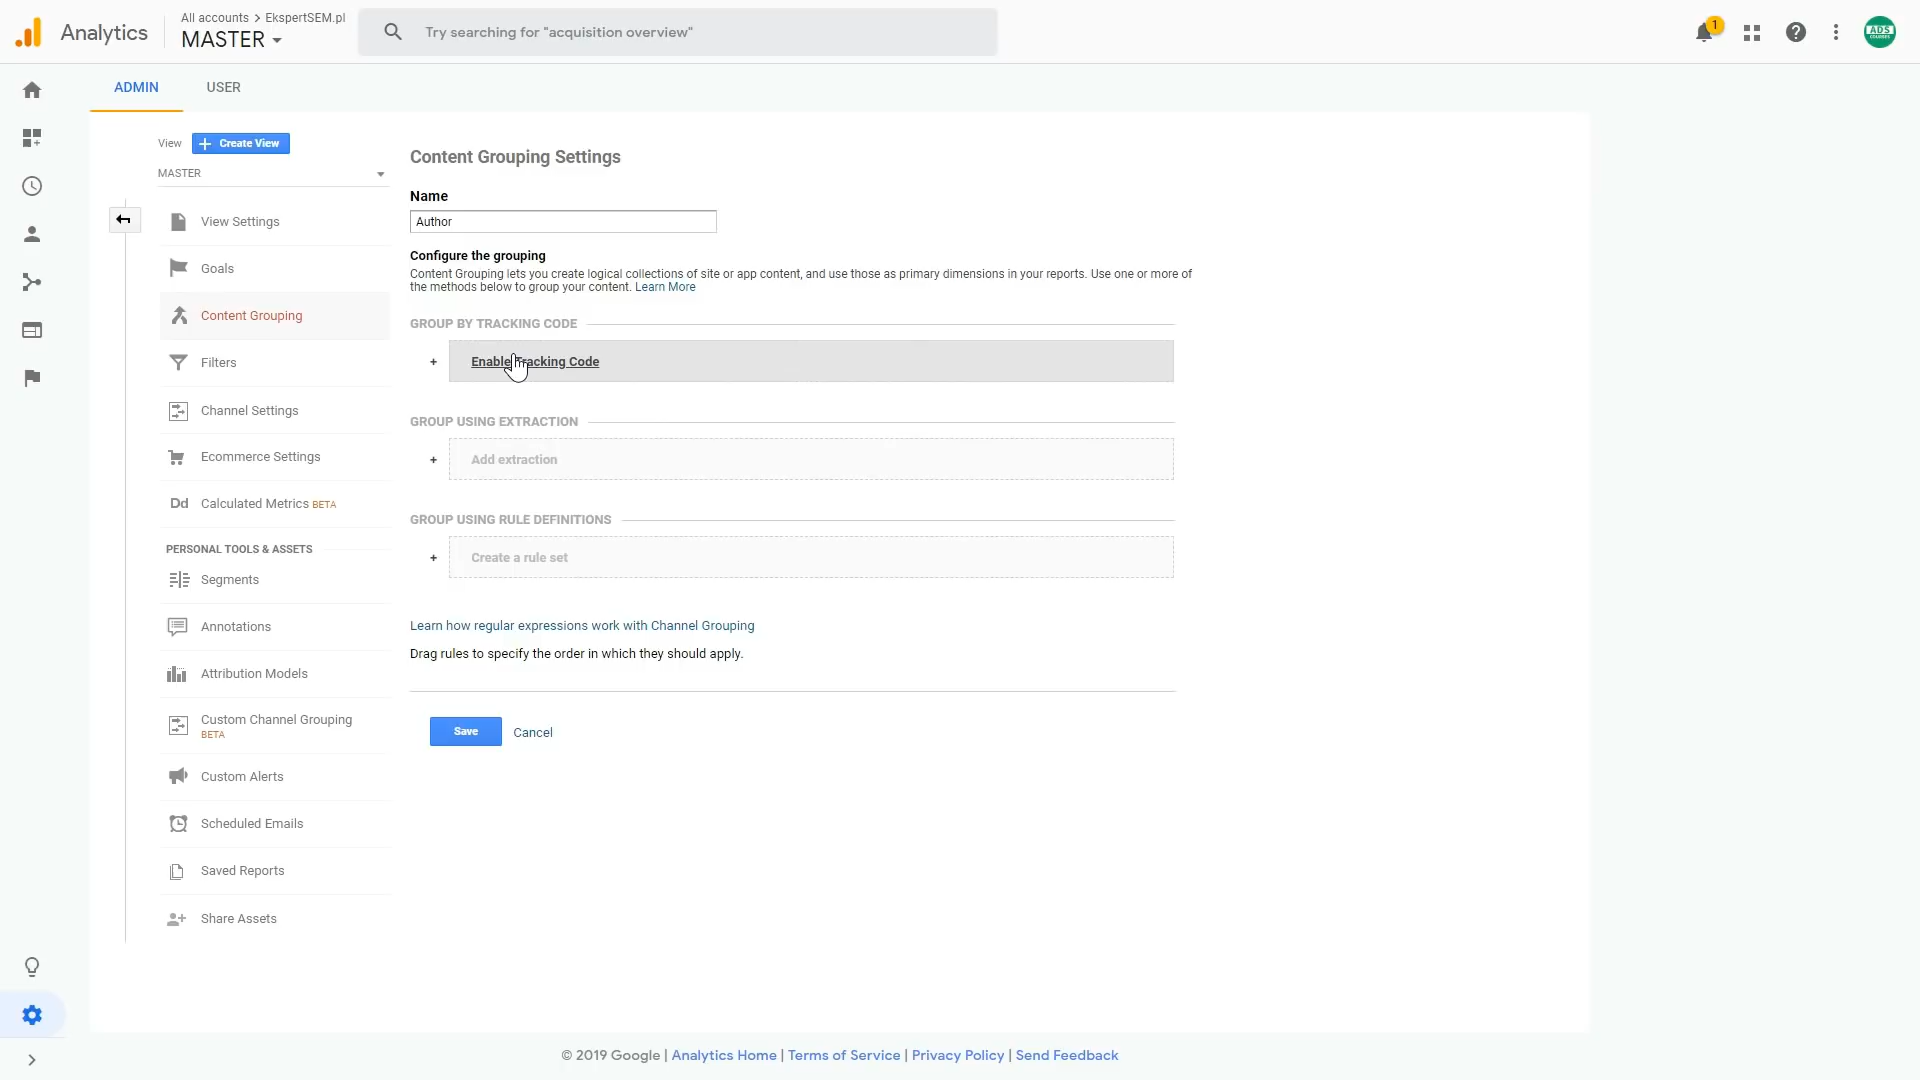 Analytics
All accounts > EkspertSEM.pl
MASTER
Try searching for "acquisition overview"
1
ADS
COURSES
ADMIN
USER
View
+ Create View
MASTER
View Settings
Goals
Content Grouping
Filters
Channel Settings
Ecommerce Settings
Dd Calculated Metrics BETA
PERSONAL TOOLS & ASSETS
Segments
Annotations
Attribution Models
Custom Channel Grouping
BETA
Custom Alerts
Scheduled Emails
Saved Reports
Share Assets
Content Grouping Settings
Name
Author
Configure the grouping
Content Grouping lets you create logical collections of site or app content, and use those as primary dimensions in your reports. Use one or more of
the methods below to group your content. Learn More
GROUP BY TRACKING CODE
+ Enable Tracking Code
GROUP USING EXTRACTION
+ Add extraction
GROUP USING RULE DEFINITIONS
+ Create a rule set
Learn how regular expressions work with Channel Grouping
Drag rules to specify the order in which they should apply.
Save
Cancel
© 2019 Google | Analytics Home | Terms of Service | Privacy Policy | Send Feedback